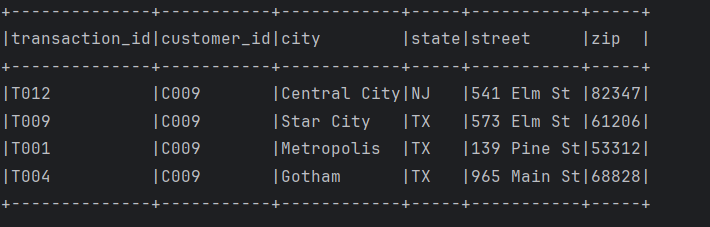 +--------------+-----------+------------+-----+-----------+-----+
|transaction_id|customer_id|city        |state|street     |zip  |
+--------------+-----------+------------+-----+-----------+-----+
|T012          |C009       |Central City|NJ   |541 Elm St |82347|
|T009          |C009       |Star City   |TX   |573 Elm St |61206|
|T001          |C009       |Metropolis  |TX   |139 Pine St|53312|
|T004          |C009       |Gotham      |TX   |965 Main St|68828|
+--------------+-----------+------------+-----+-----------+-----+